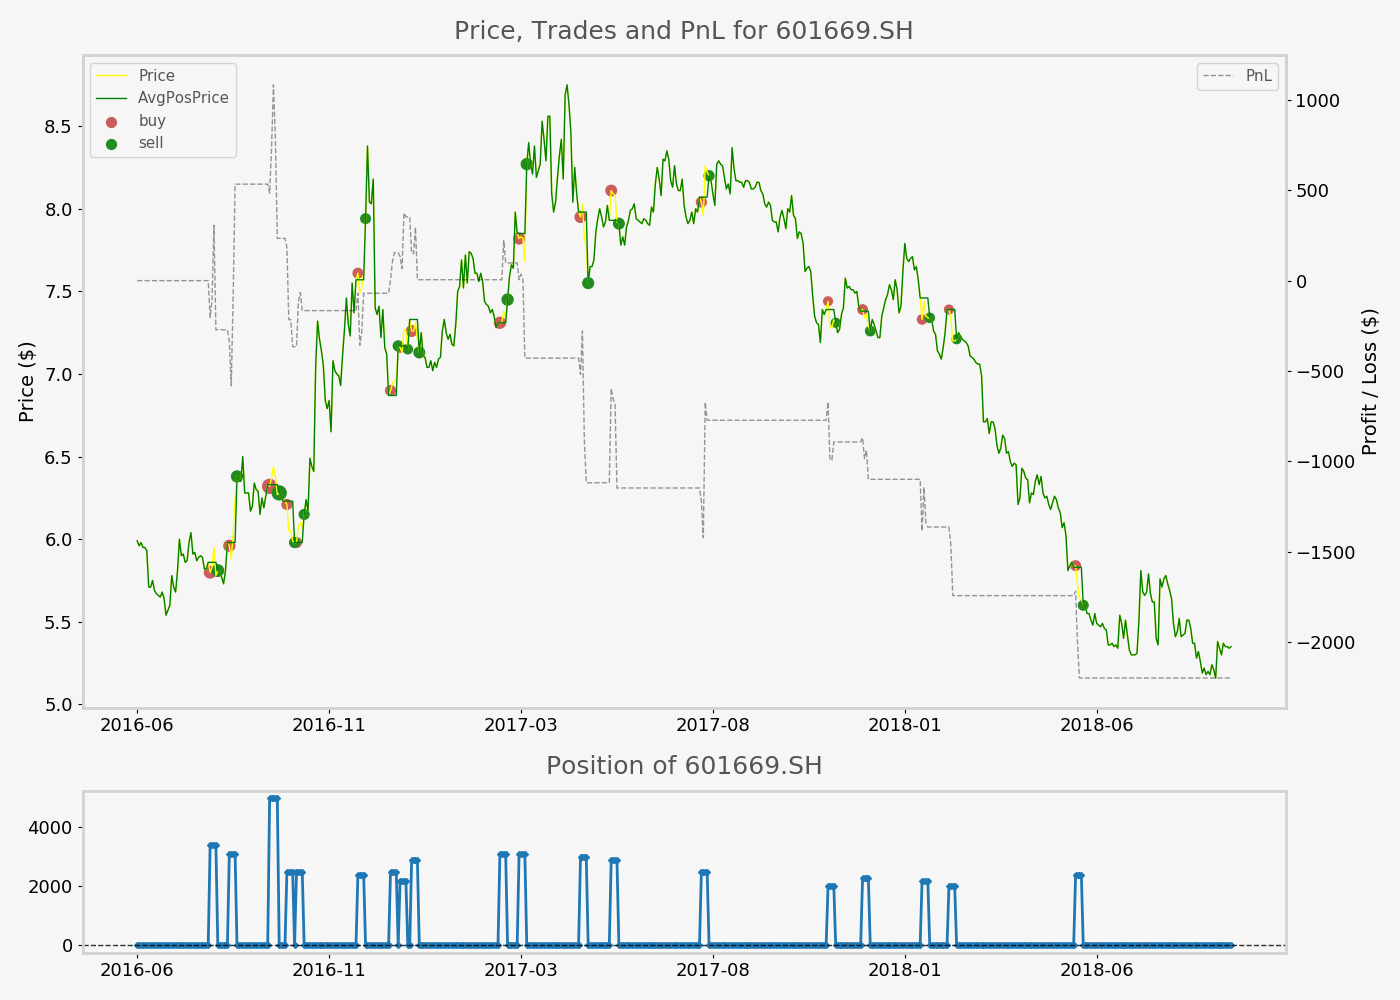 Price, Trades and PnL for 601669.SH
Price
AvgPosPrice
buy
sell
PnL
8.5
8.0
7.5
7.0
6.5
6.0
5.5
5.0
Price ($)
1000
500
0
−500
−1000
−1500
−2000
Profit / Loss ($)
2016-06 2016-11 2017-03 2017-08 2018-01 2018-06
Position of 601669.SH
4000
2000
0
2016-06 2016-11 2017-03 2017-08 2018-01 2018-06